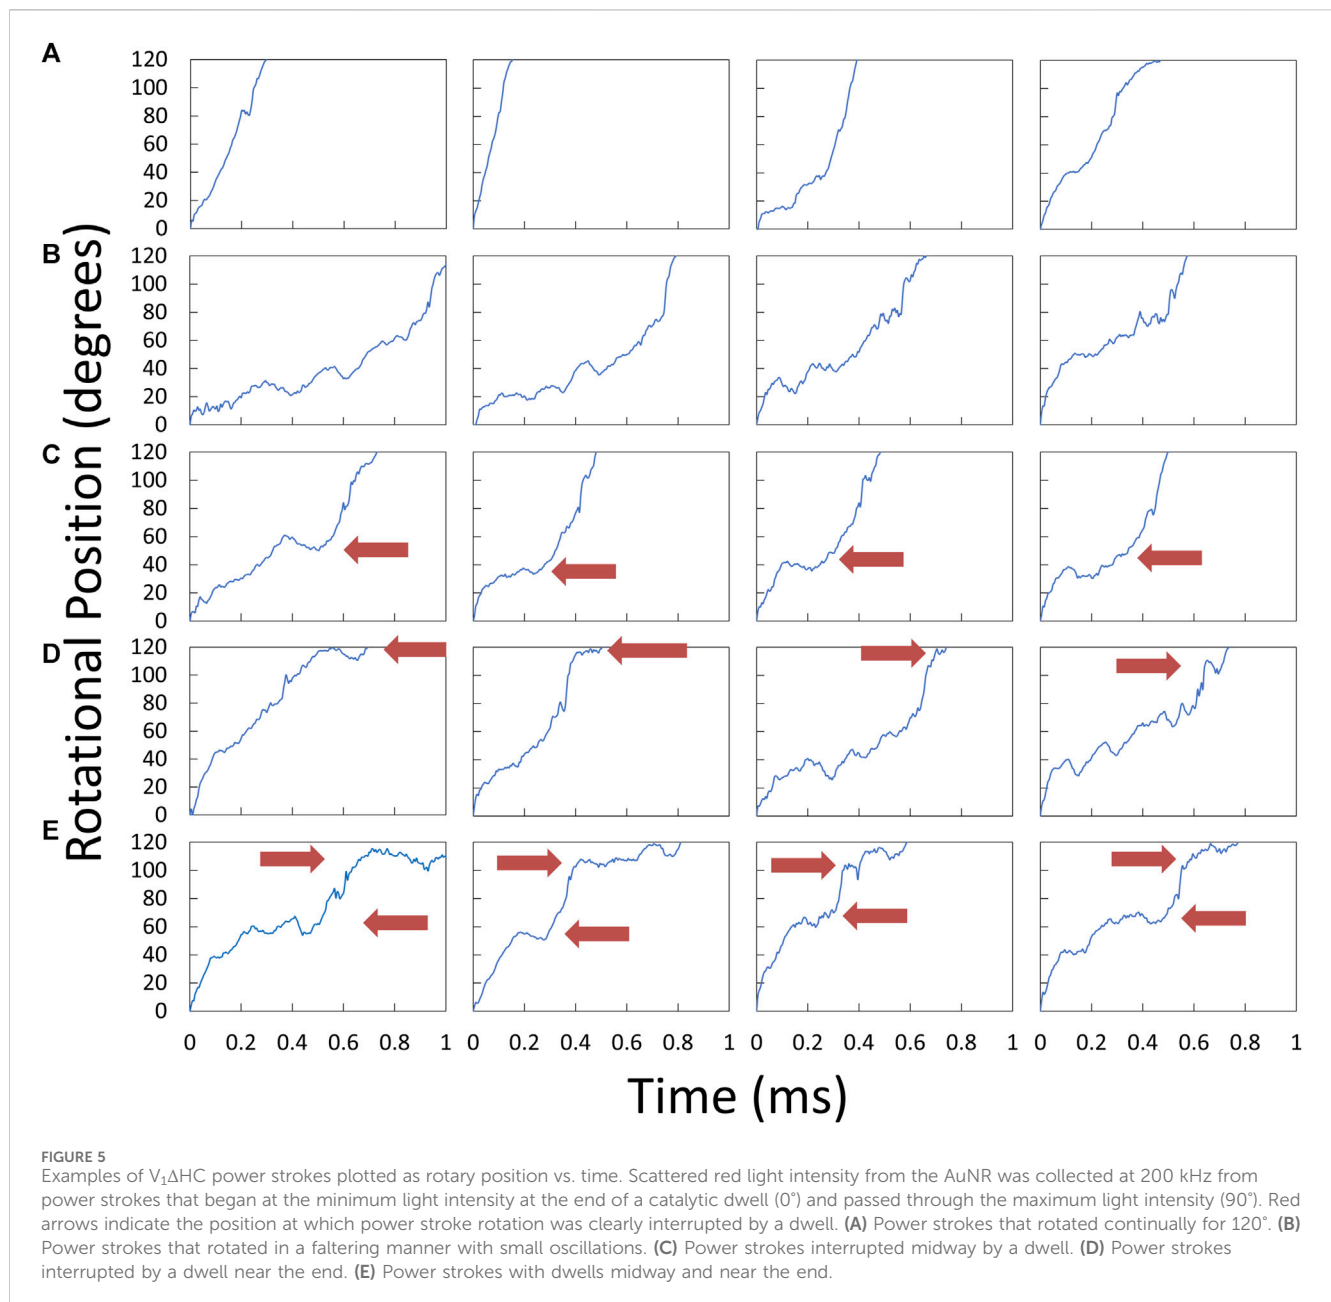 A
120
100
80
60
40
20
0
B
120
100
80
60
40
20
0
C
120
100
80
60
40
20
0
D
120
100
80
60
40
20
0
E
120
100
80
60
40
20
0
Rotational Position (degrees)
0 0.2 0.4 0.6 0.8 1 0 0.2 0.4 0.6 0.8 1 0 0.2 0.4 0.6 0.8 1 0 0.2 0.4 0.6 0.8 1
Time (ms)
FIGURE 5
Examples of V₁ΔHC power strokes plotted as rotary position vs. time. Scattered red light intensity from the AuNR was collected at 200 kHz from
power strokes that began at the minimum light intensity at the end of a catalytic dwell (0°) and passed through the maximum light intensity (90°). Red
arrows indicate the position at which power stroke rotation was clearly interrupted by a dwell. (A) Power strokes that rotated continually for 120°. (B)
Power strokes that rotated in a faltering manner with small oscillations. (C) Power strokes interrupted midway by a dwell. (D) Power strokes
interrupted by a dwell near the end. (E) Power strokes with dwells midway and near the end.